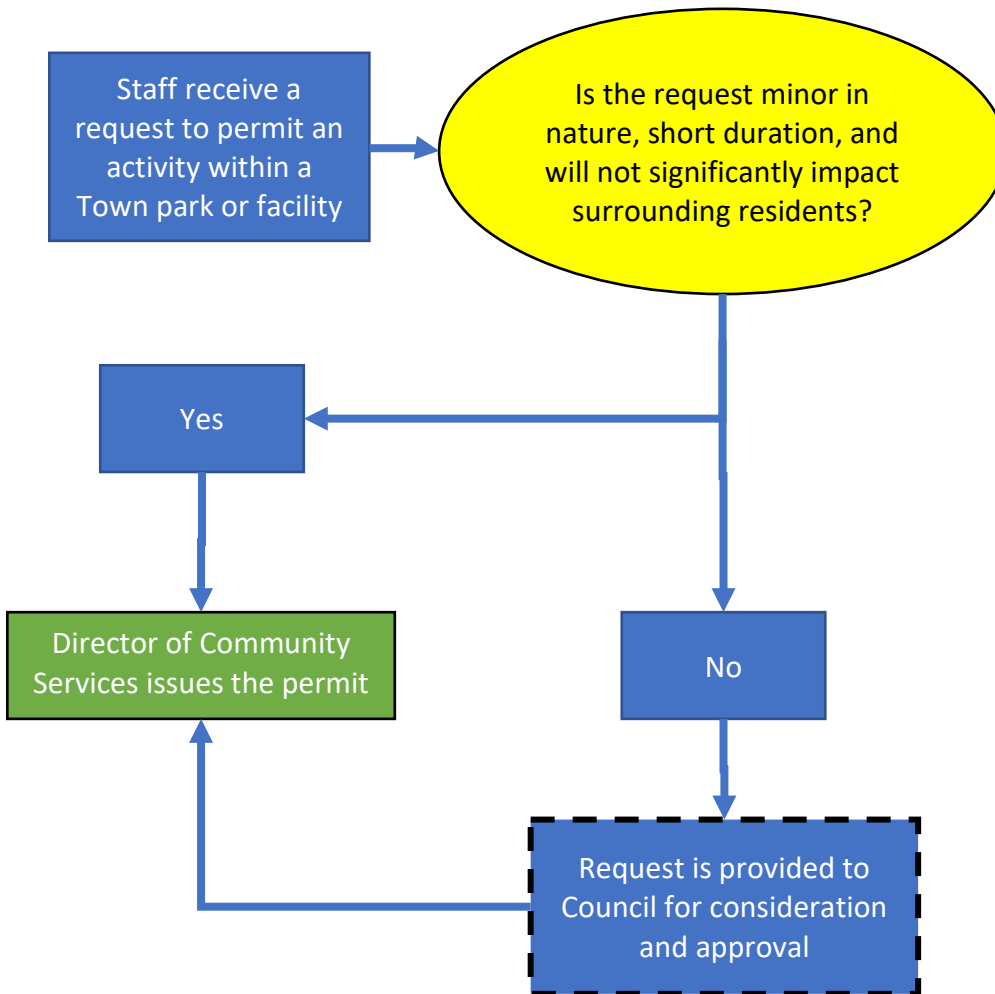 Staff receive a
request to permit an
activity within a
Town park or facility
Is the request minor in
nature, short duration, and
will not significantly impact
surrounding residents?
Yes
Director of Community
Services issues the permit
No
Request is provided to
Council for consideration
and approval